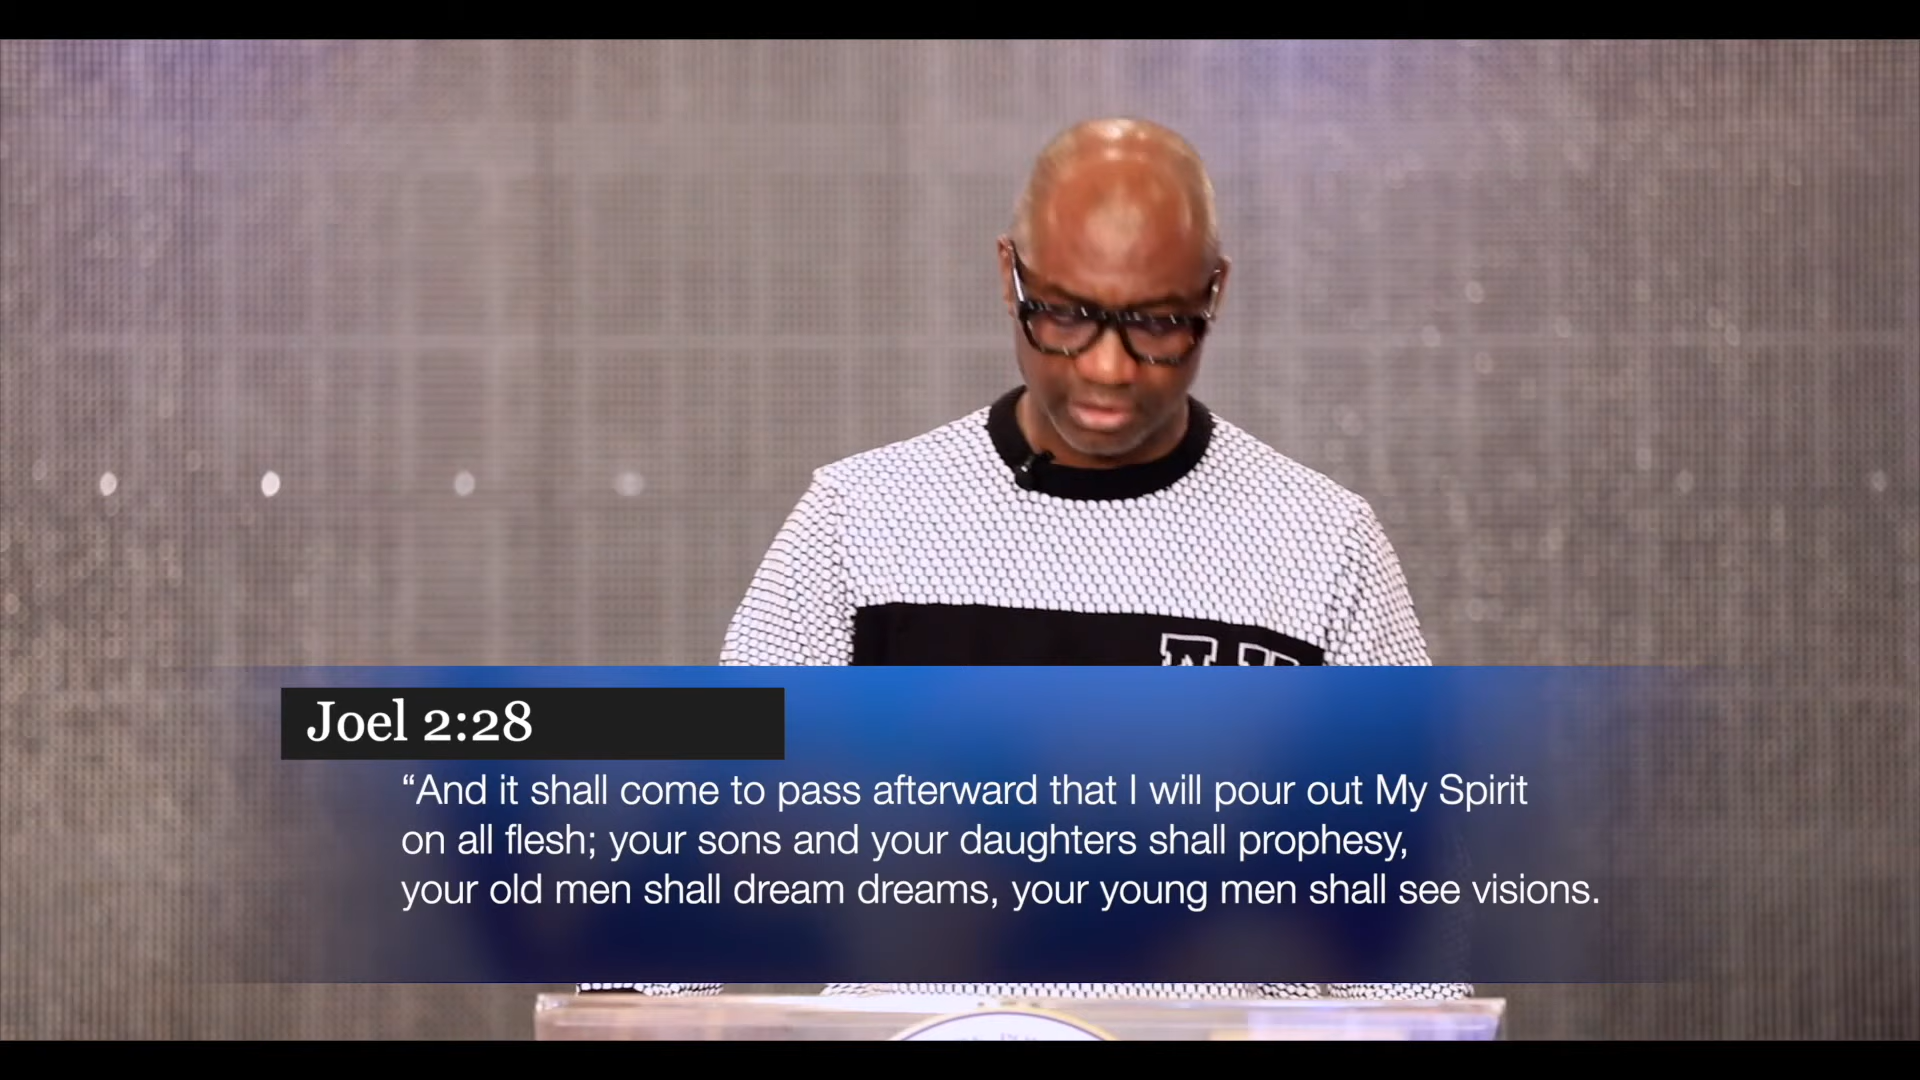 Joel 2:28
“And it shall come to pass afterward that I will pour out My Spirit
on all flesh; your sons and your daughters shall prophesy,
your old men shall dream dreams, your young men shall see visions.